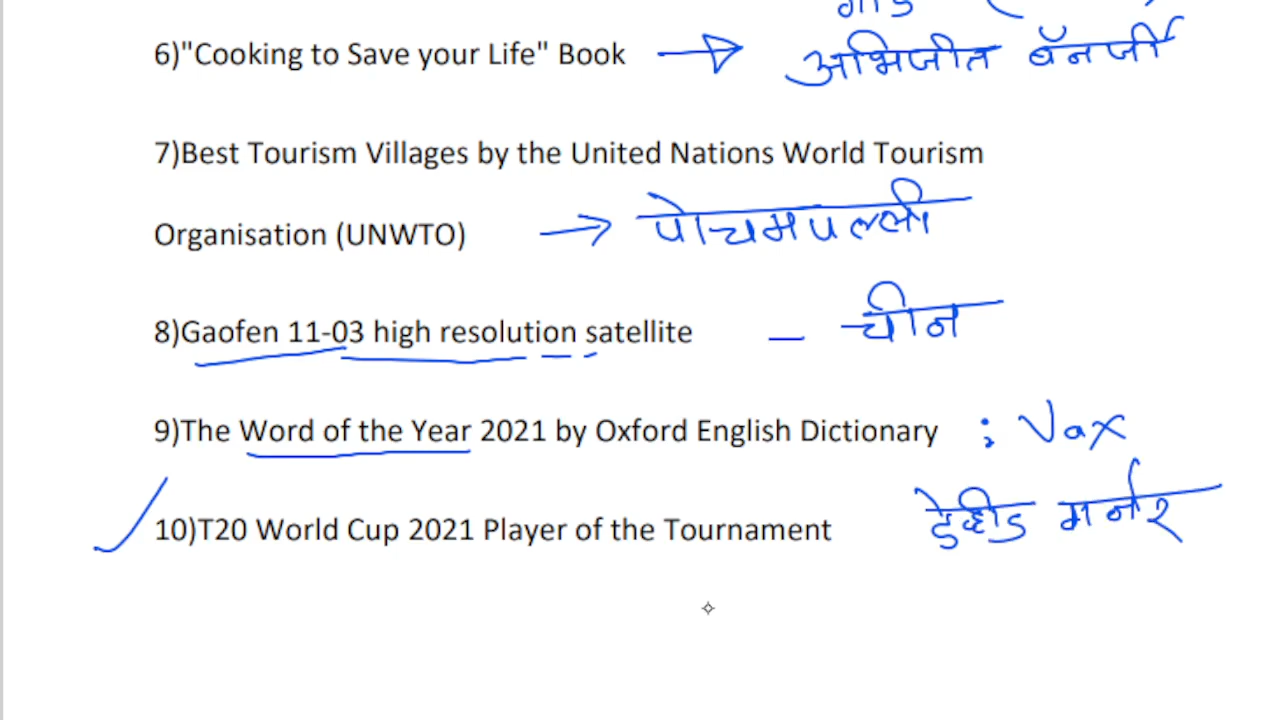 6)"Cooking to Save your Life" Book → अभिजीत बॅनर्जी
7)Best Tourism Villages by the United Nations World Tourism
Organisation (UNWTO) → पोचमपल्ली
8)Gaofen 11-03 high resolution satellite – चीन
9)The Word of the Year 2021 by Oxford English Dictionary : Vax
10)T20 World Cup 2021 Player of the Tournament डेव्हीड